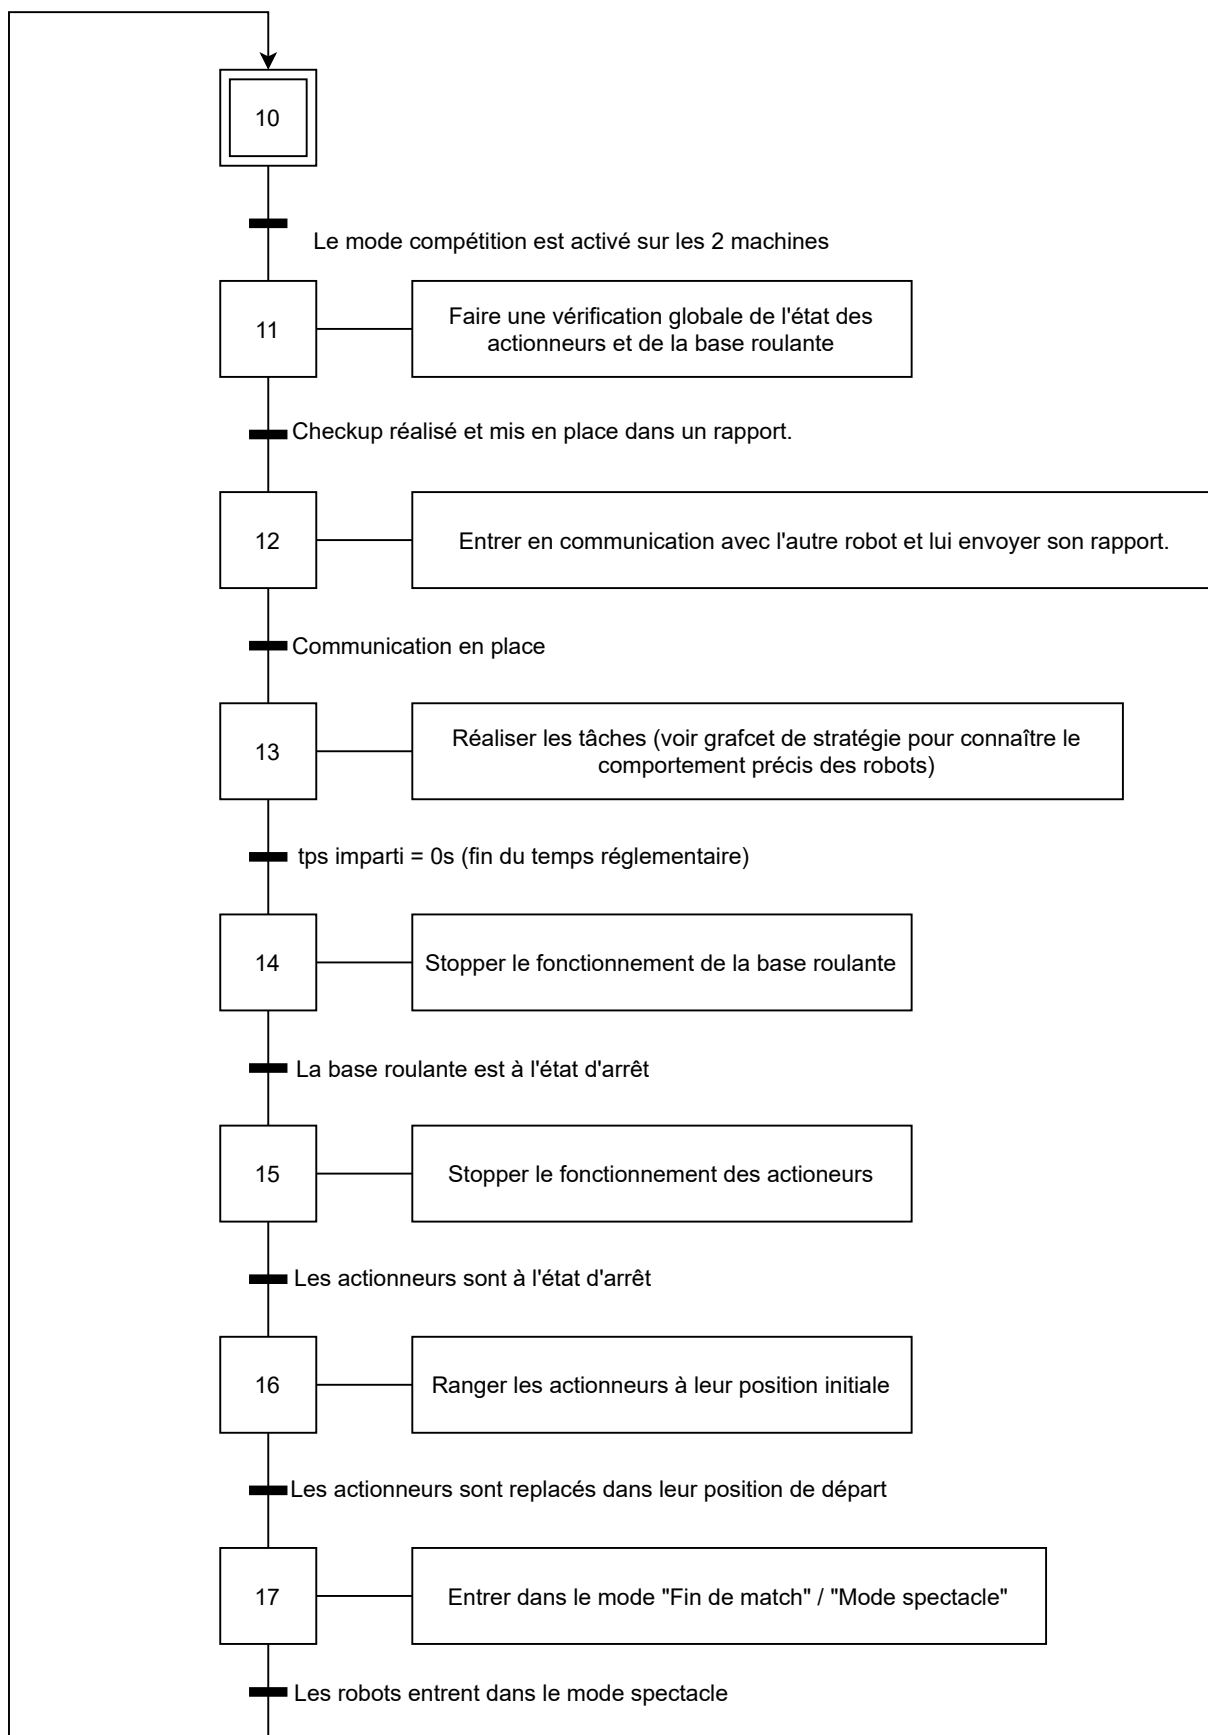 10
Le mode compétition est activé sur les 2 machines
11
Faire une vérification globale de l'état des
actionneurs et de la base roulante
Checkup réalisé et mis en place dans un rapport.
12
Entrer en communication avec l'autre robot et lui envoyer son rapport.
Communication en place
13
Réaliser les tâches (voir grafcet de stratégie pour connaître le
comportement précis des robots)
tps imparti = 0s (fin du temps réglementaire)
14
Stopper le fonctionnement de la base roulante
La base roulante est à l'état d'arrêt
15
Stopper le fonctionnement des actioneurs
Les actionneurs sont à l'état d'arrêt
16
Ranger les actionneurs à leur position initiale
Les actionneurs sont replacés dans leur position de départ
17
Entrer dans le mode "Fin de match" / "Mode spectacle"
Les robots entrent dans le mode spectacle